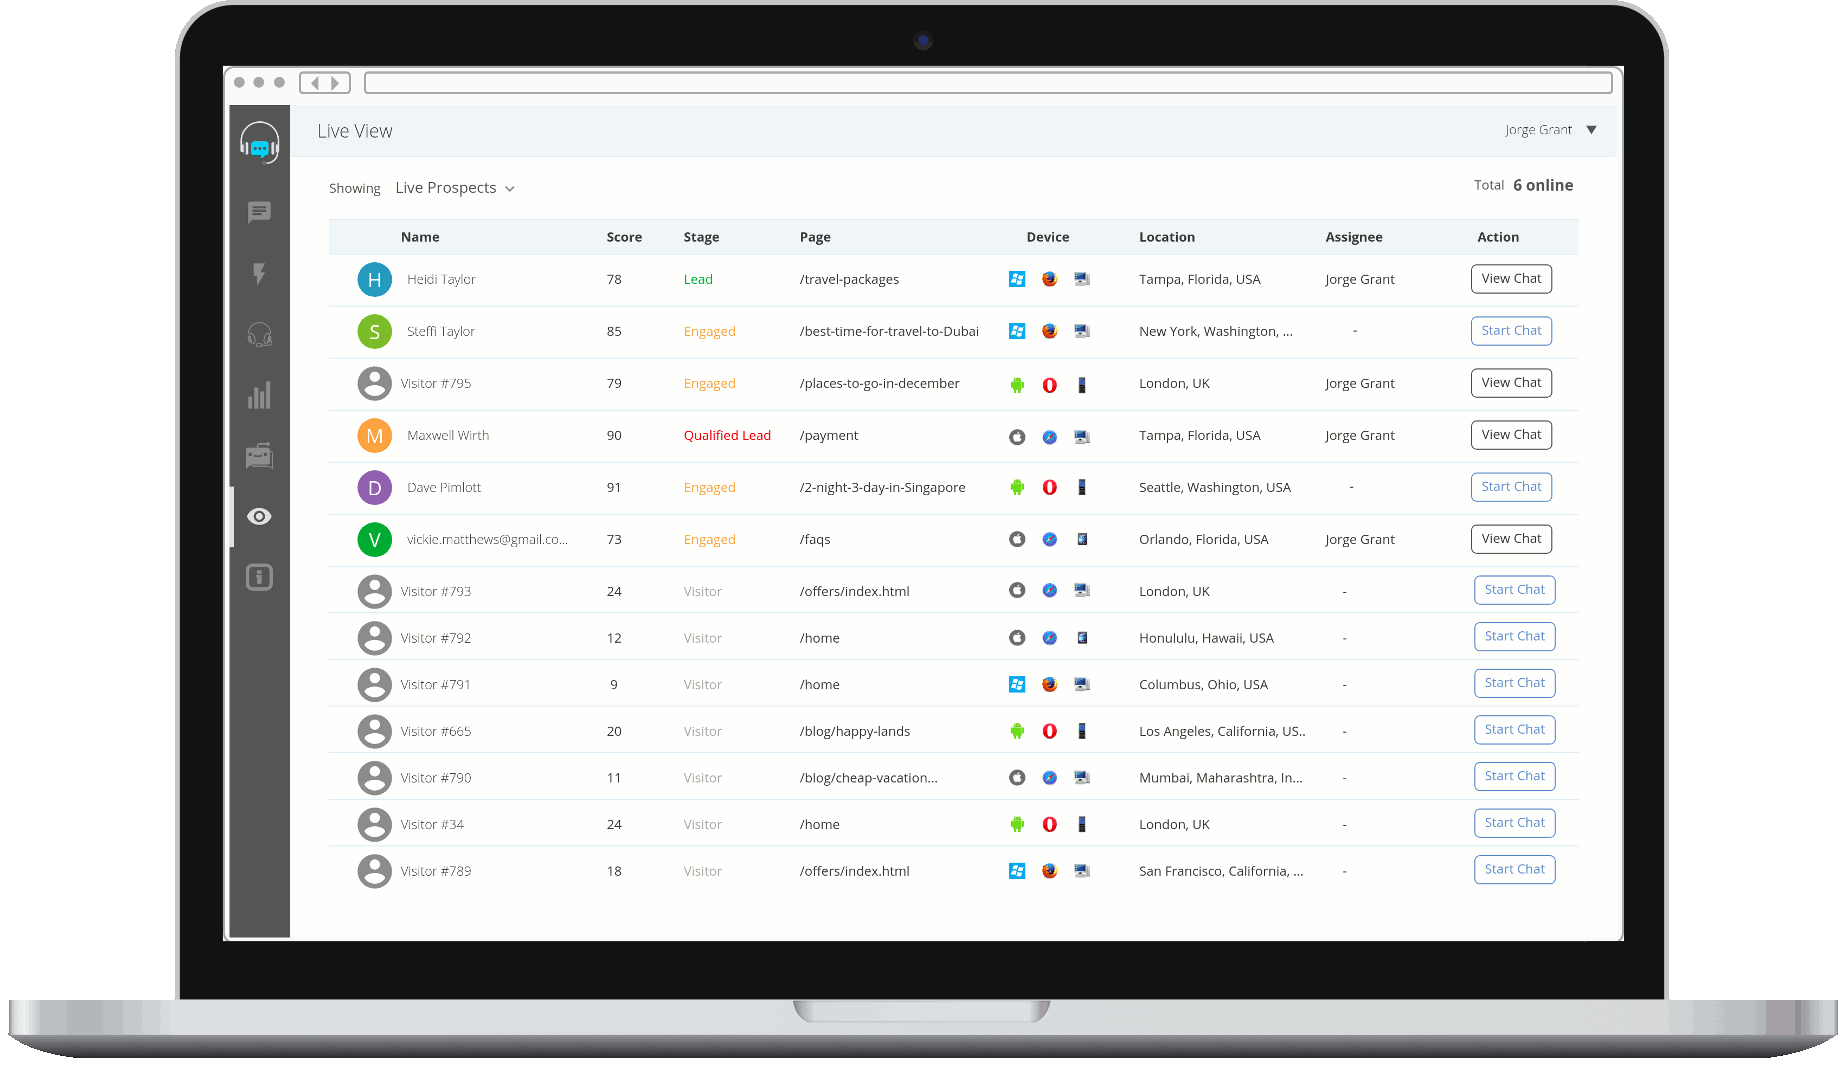 Live View Jorge Grant ▼
Showing Live Prospects Total 6 online
Name Score Stage Page Device Location Assignee Action
H Heidi Taylor 78 Lead /travel-packages Tampa, Florida, USA Jorge Grant View Chat
S Steffi Taylor 85 Engaged /best-time-for-travel-to-Dubai New York, Washington, ... - Start Chat
Visitor #795 79 Engaged /places-to-go-in-december London, UK Jorge Grant View Chat
M Maxwell Wirth 90 Qualified Lead /payment Tampa, Florida, USA Jorge Grant View Chat
D Dave Pimlott 91 Engaged /2-night-3-day-in-Singapore Seattle, Washington, USA - Start Chat
V vickie.matthews@gmail.co... 73 Engaged /faqs Orlando, Florida, USA Jorge Grant View Chat
Visitor #793 24 Visitor /offers/index.html London, UK - Start Chat
Visitor #792 12 Visitor /home Honululu, Hawaii, USA - Start Chat
Visitor #791 9 Visitor /home Columbus, Ohio, USA - Start Chat
Visitor #665 20 Visitor /blog/happy-lands Los Angeles, California, US.. - Start Chat
Visitor #790 11 Visitor /blog/cheap-vacation... Mumbai, Maharashtra, In... - Start Chat
Visitor #34 24 Visitor /home London, UK - Start Chat
Visitor #789 18 Visitor /offers/index.html San Francisco, California, ... - Start Chat